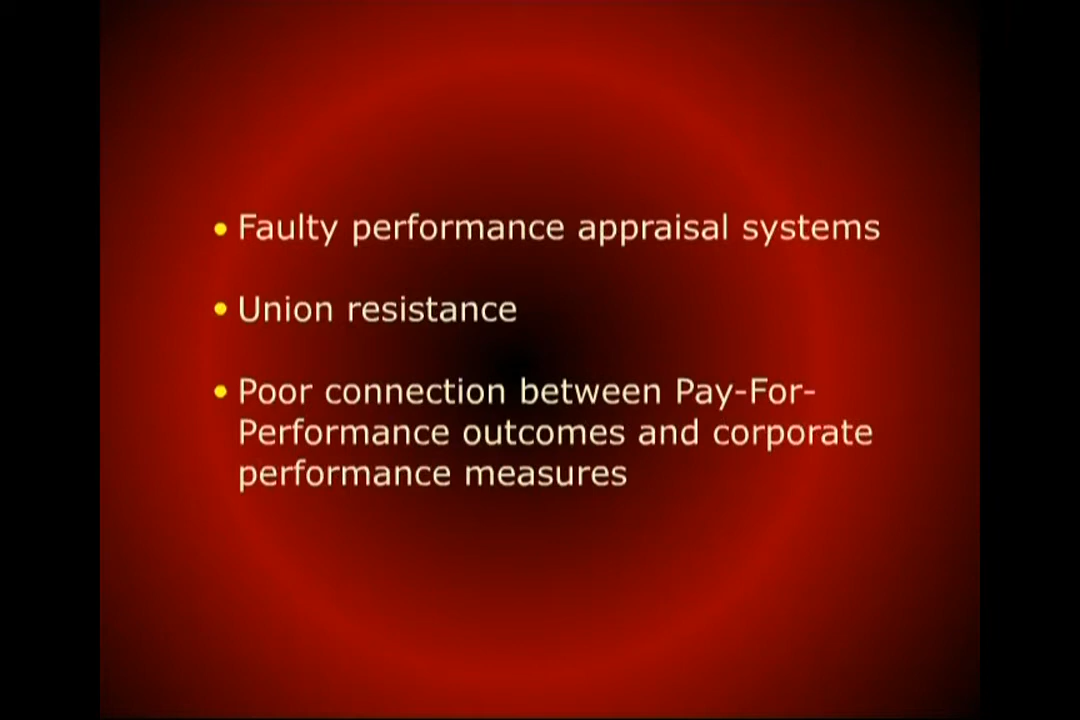 • Faulty performance appraisal systems
• Union resistance
• Poor connection between Pay-For-
Performance outcomes and corporate
performance measures